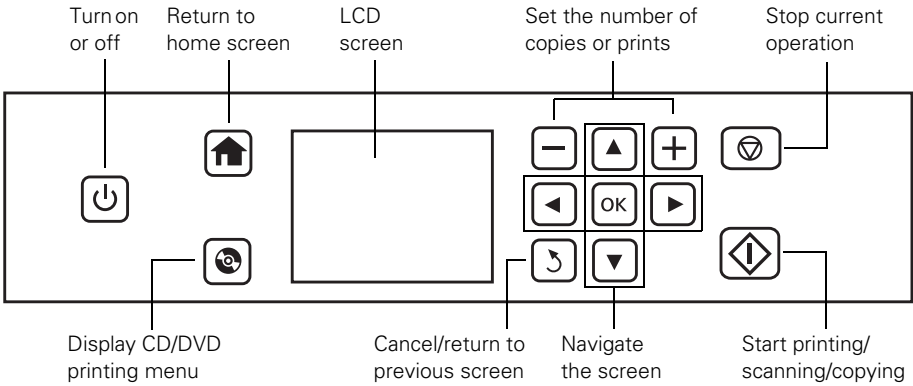 Turn on
or off
Return to
home screen
LCD
screen
Set the number of
copies or prints
Stop current
operation
OK
Display CD/DVD
printing menu
Cancel/return to
previous screen
Navigate
the screen
Start printing/
scanning/copying